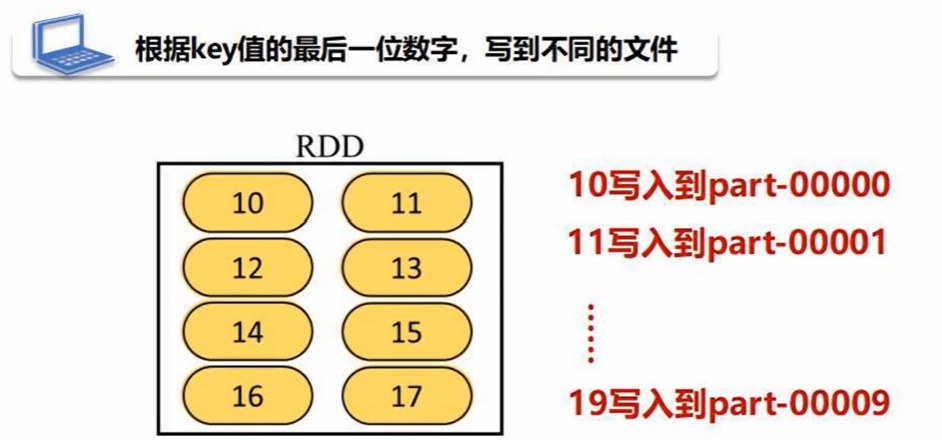 根据key值的最后一位数字，写到不同的文件
RDD
10 11
12 13
14 15
16 17
10写入到part-00000
11写入到part-00001
······
19写入到part-00009